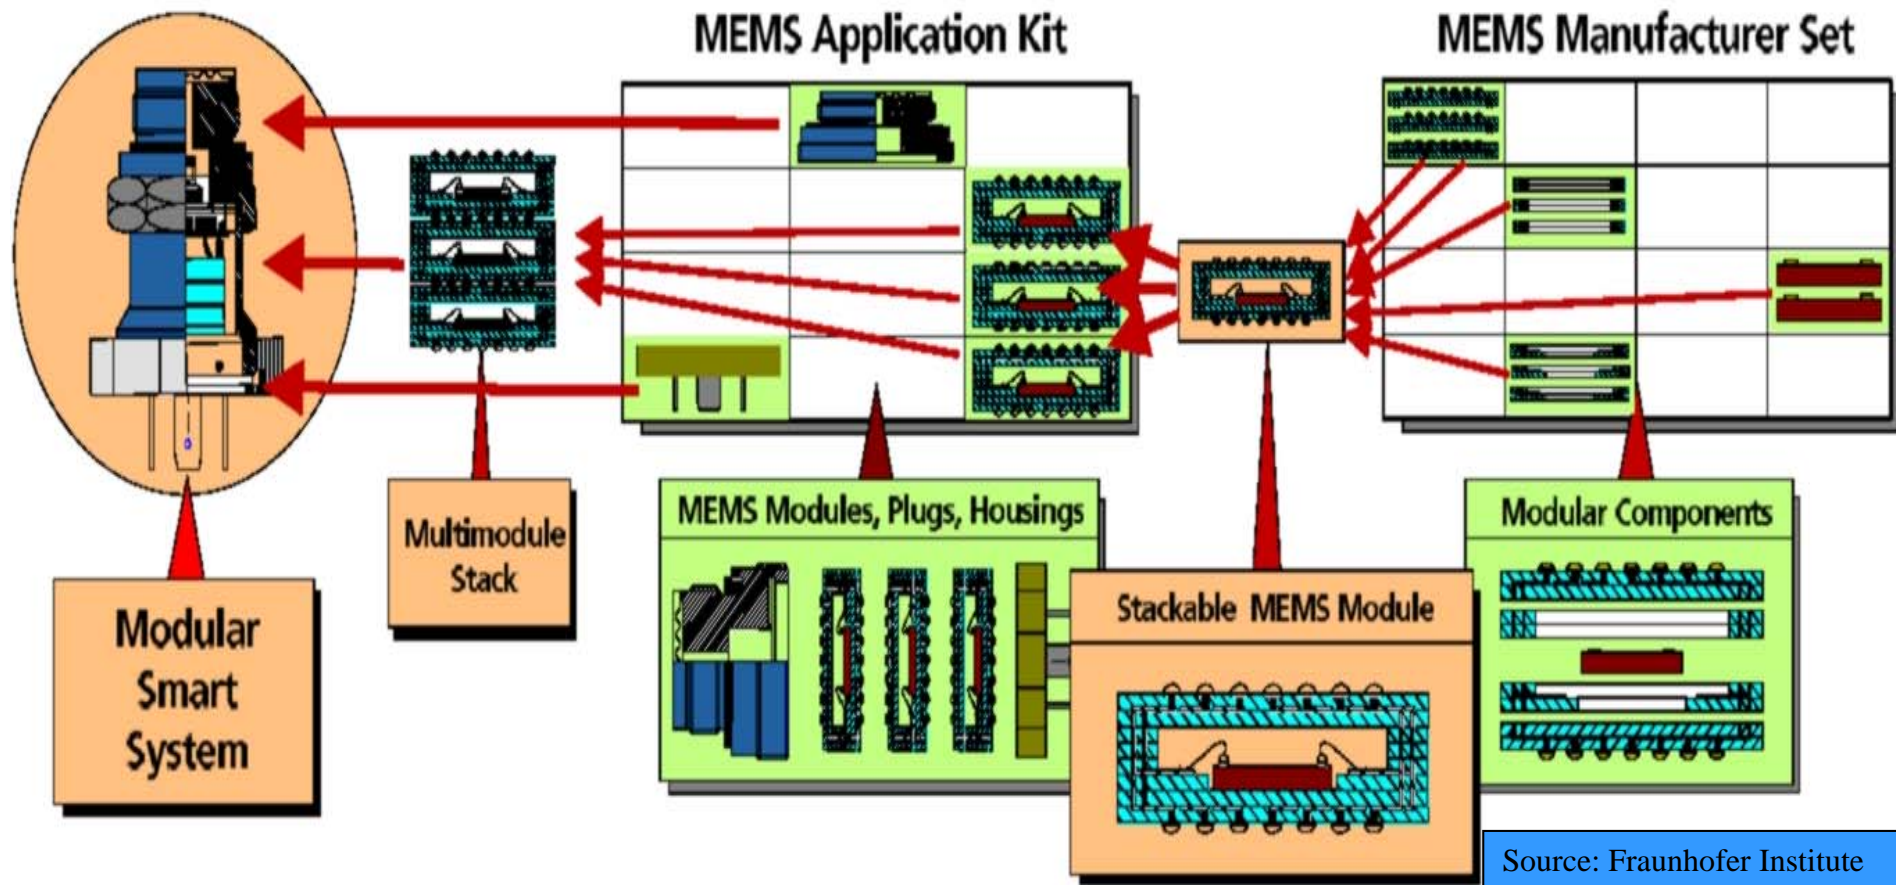 MEMS Application Kit
MEMS Manufacturer Set
Multimodule
Stack
MEMS Modules, Plugs, Housings
Modular Components
Stackable MEMS Module
Modular
Smart
System
Source: Fraunhofer Institute